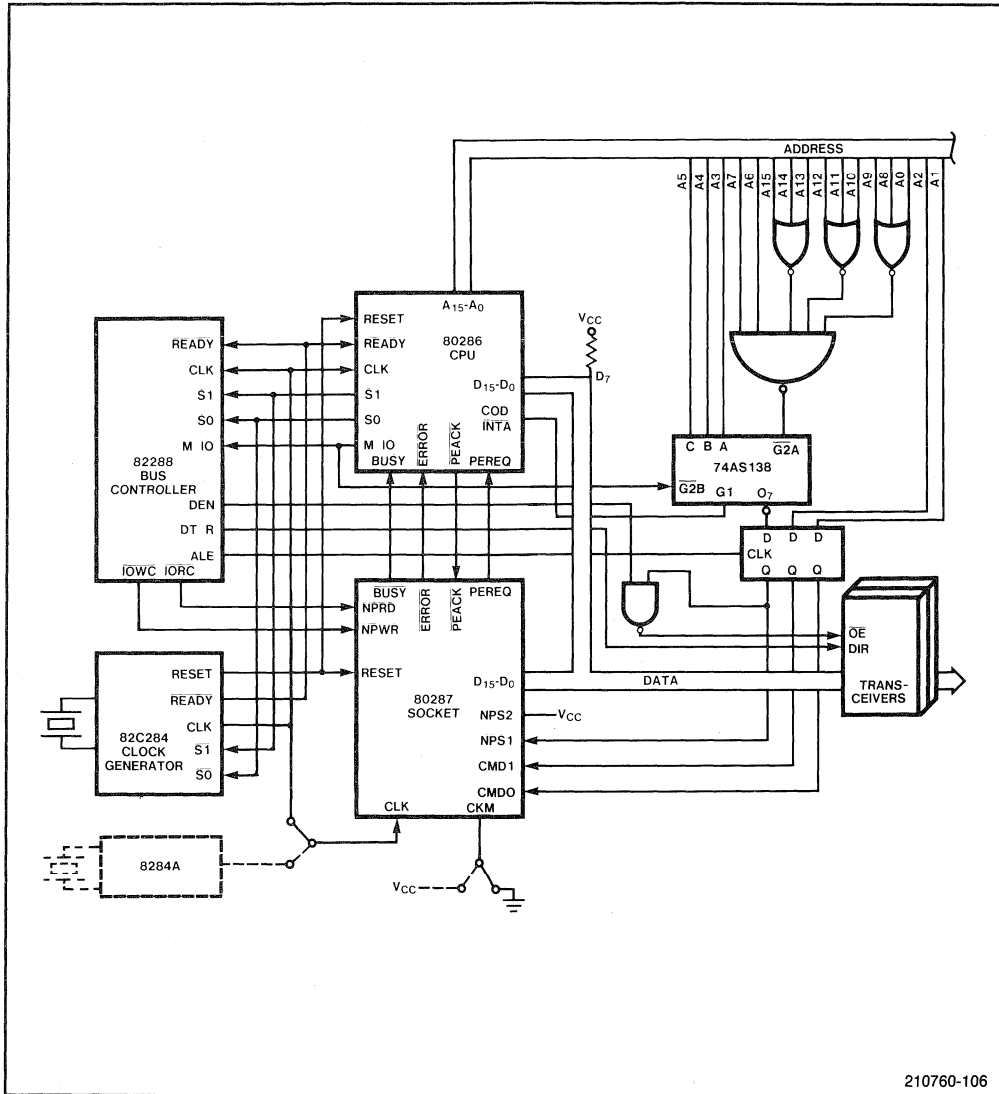 ADDRESS
A5
A4
A3
A7
A6
A15
A14
A13
A12
A11
A10
A9
A8
A0
A2
A1
A15-A0
RESET
READY
CLK
S1
S0
M IO
80286
CPU
D15-D0
COD
INTA
BUSY
ERROR
PEACK
PEREQ
VCC
D7
READY
CLK
S1
S0
M IO
82288
BUS
CONTROLLER
DEN
DT R
ALE
IOWC IORC
C B A
G2A
74AS138
G2B
G1
O7
D D D
CLK
Q Q Q
BUSY
ERROR
PEACK
PEREQ
NPRD
NPWR
RESET
D15-D0
80287
SOCKET
NPS2
VCC
NPS1
CMD1
CMD0
CLK
CKM
OE
DIR
DATA
TRANS-
CEIVERS
RESET
READY
CLK
82C284
CLOCK
GENERATOR
S1
S0
8284A
VCC
210760-106